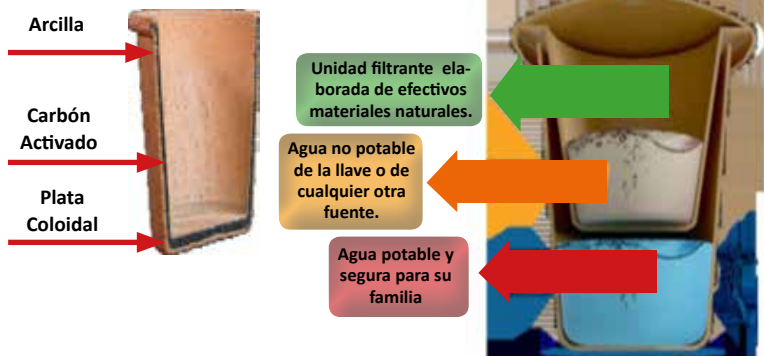 Arcilla
Carbón
Activado
Plata
Coloidal
Unidad filtrante ela-
borada de efectivos
materiales naturales.
Agua no potable
de la llave o de
cualquier otra
fuente.
Agua potable y
segura para su
familia